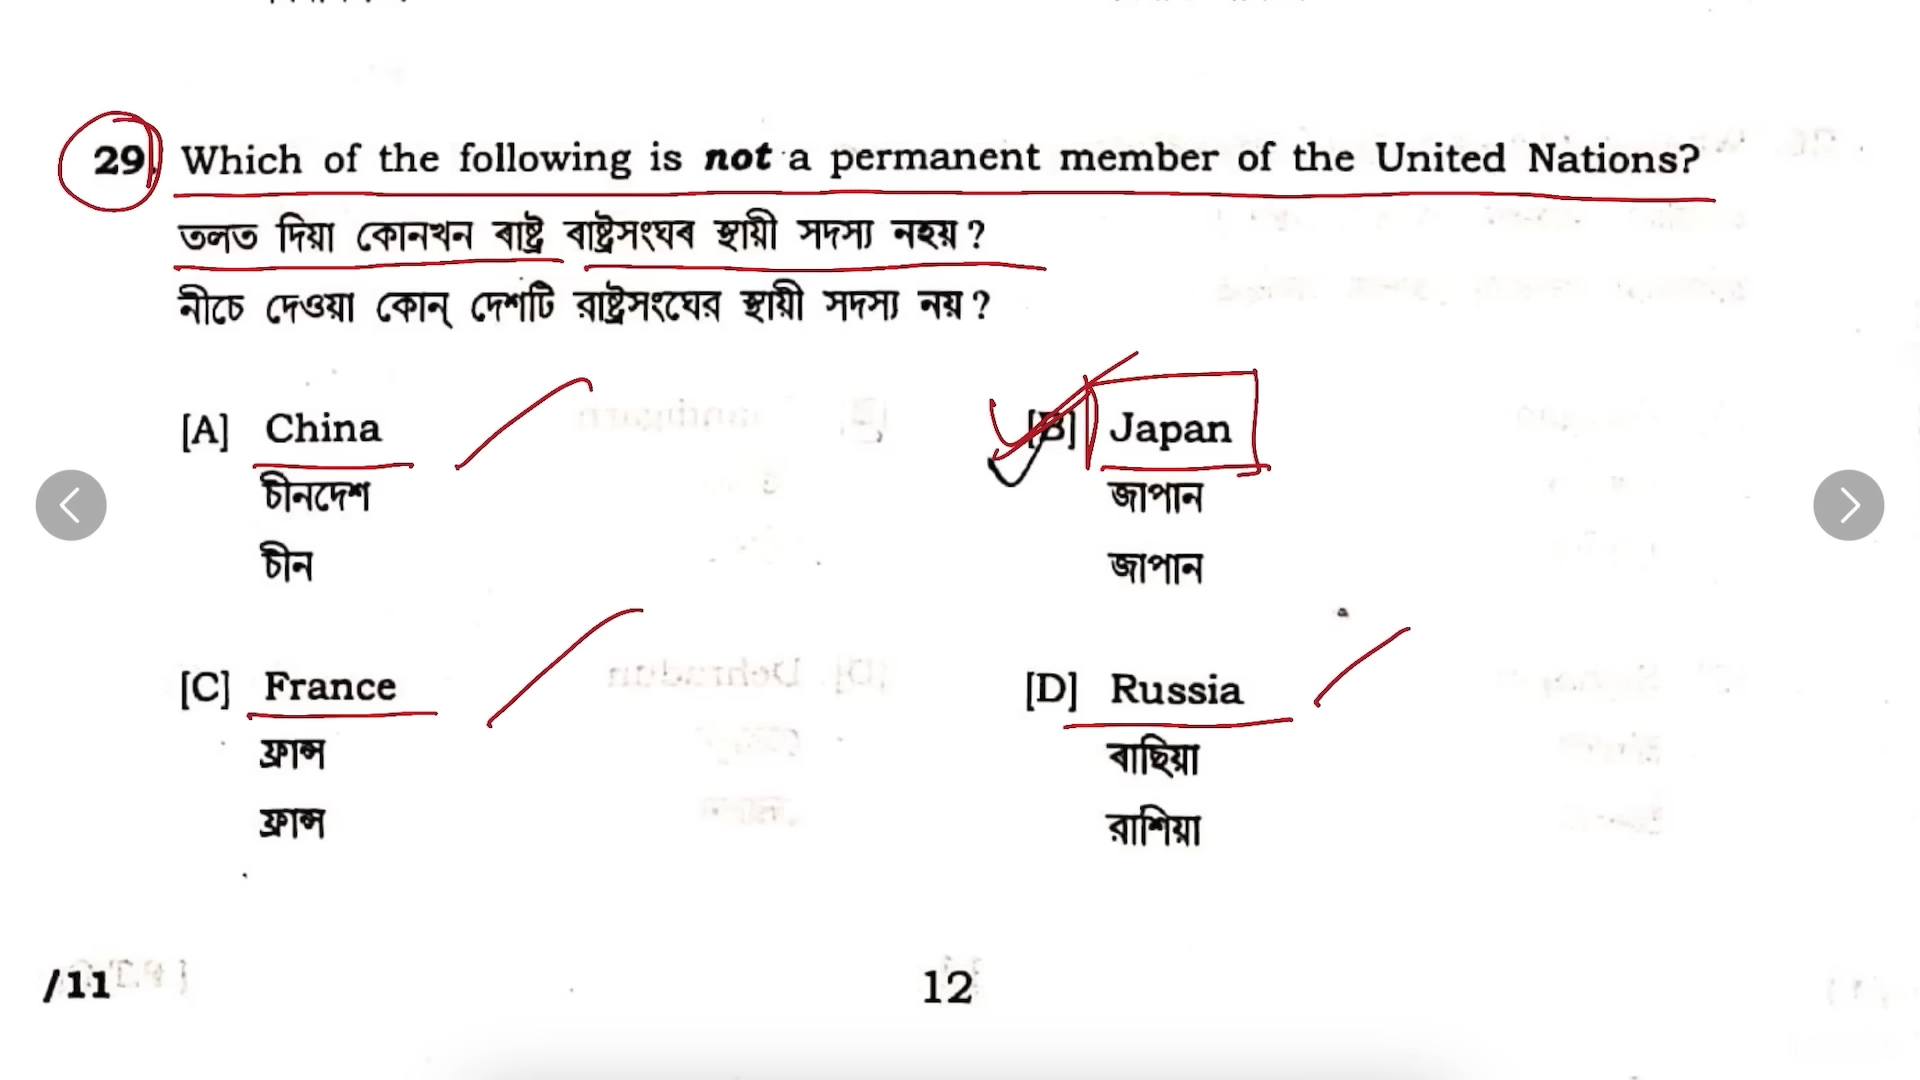 29. Which of the following is not a permanent member of the United Nations?
তলত দিয়া কোনখন ৰাষ্ট্ৰ ৰাষ্ট্ৰসংঘৰ স্থায়ী সদস্য নহয় ?
নীচে দেওয়া কোন্ দেশটি রাষ্ট্রসংঘের স্থায়ী সদস্য নয় ?
[A] China
চীনদেশ
চীন
[B] Japan
জাপান
জাপান
[C] France
ফ্ৰান্স
ফ্রান্স
[D] Russia
ৰাছিয়া
রাশিয়া
/11
12